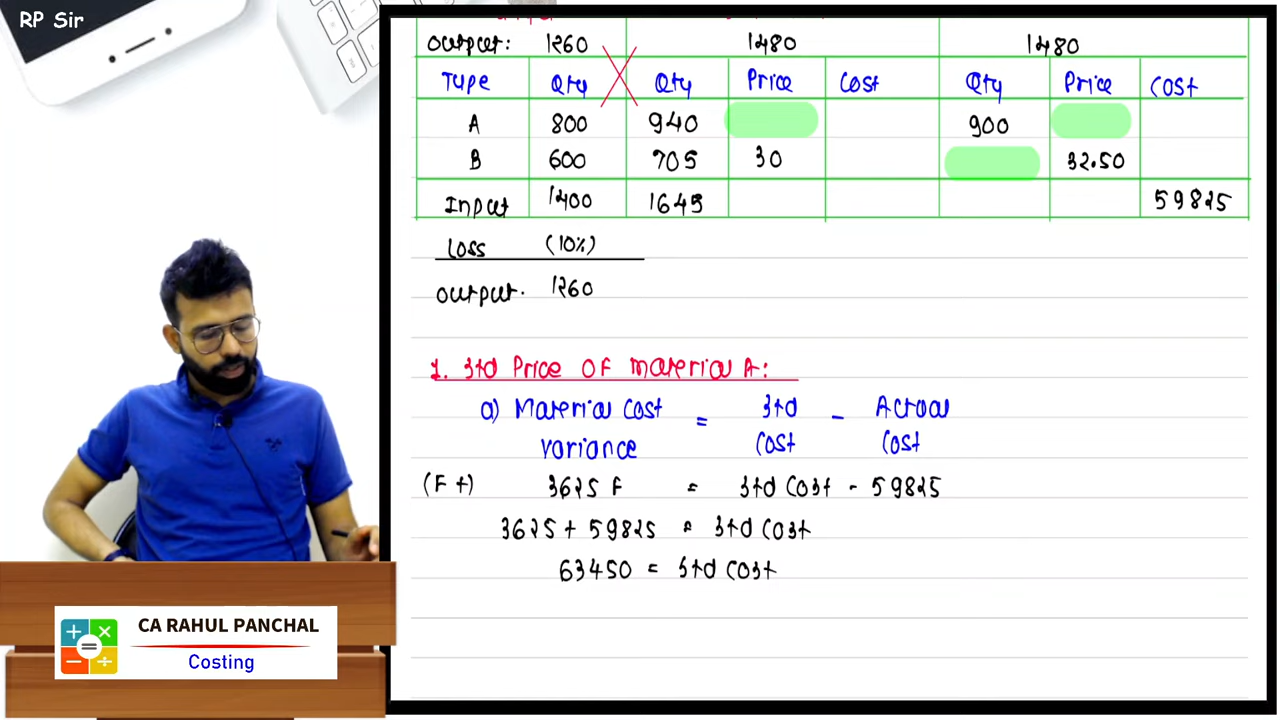 RP Sir
Output: 1260 1480 1480
Type Qty Qty Price Cost Qty Price Cost
A 800 940 900
B 600 705 30 32.50
Input 1400 1645 59825
Loss (10%)
Output. 1260
1. Std Price OF Material A:
a) Material Cost = Std - Actual
Variance Cost Cost
(F +) 3625 F = Std Cost - 59825
3625 + 59825 = Std Cost
63450 = Std Cost
CA RAHUL PANCHAL
Costing